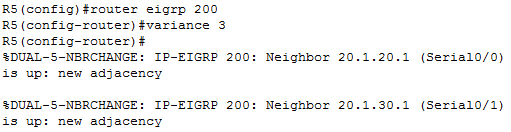 R5(config)#router eigrp 200
R5(config-router)#variance 3
R5(config-router)#
%DUAL-5-NBRCHANGE: IP-EIGRP 200: Neighbor 20.1.20.1 (Serial0/0)
is up: new adjacency
%DUAL-5-NBRCHANGE: IP-EIGRP 200: Neighbor 20.1.30.1 (Serial0/1)
is up: new adjacency